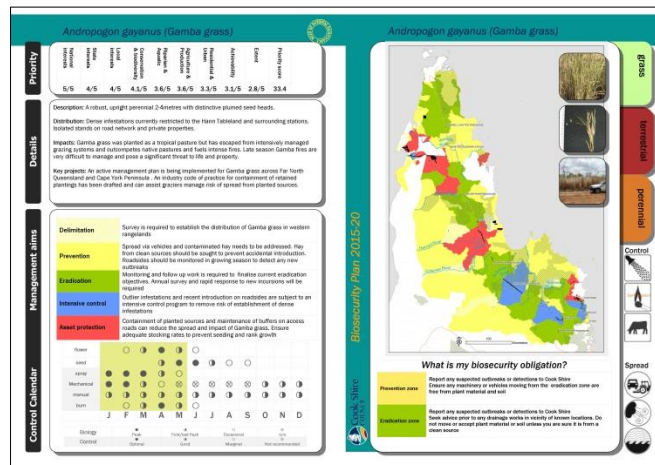 Andropogon gayanus (Gamba grass)
Priority
National interests
State interests
Local interests
Conservation & biodiversity
Riparian & Aquatic
Agriculture & Production
Residential & Urban
Achievability
Extent
Priority score
5/5 4/5 4/5 4.1/5 3.6/5 3.6/5 3.3/5 3.1/5 2.8/5 33.4
Details
Description: A robust, upright perennial 2-4metres with distinctive plumed seed heads.
Distribution: Dense infestations currently restricted to the Hann Tableland and surrounding stations.
Isolated stands on road network and private properties.
Impacts: Gamba grass was planted as a tropical pasture but has escaped from intensively managed
grazing systems and outcompetes native pastures and fuels intense fires. Late season Gamba fires are
very difficult to manage and pose a significant threat to life and property.
Key projects: An active management plan is being implemented for Gamba grass across Far North
Queensland and Cape York Peninsula . An industry code of practice for containment of retained
plantings has been drafted and can assist graziers manage risk of spread from planted sources.
Management aims
Delimitation
Survey is required to establish the distribution of Gamba grass in western
rangelands
Prevention
Spread via vehicles and contaminated hay needs to be addressed. Hay
from clean sources should be sought to prevent accidental introduction.
Roadsides should be monitored in growing season to detect any new
outbreaks
Eradication
Monitoring and follow up work is required to finalise current eradication
objectives. Annual survey and rapid response to new incursions will be
required
Intensive control
Outlier infestations and recent introduction on roadsides are subject to an
intensive control program to remove risk of establishment of dense
infestations
Asset protection
Containment of planted sources and maintenance of buffers on access
roads can reduce the spread and impact of Gamba grass. Ensure
adequate stocking rates to prevent seeding and rank growth
Control Calendar
flower
seed
spray
Mechanical
manual
burn
J F M A M J J A S O N D
Biology
Control
Peak
Optimal
Good
Marginal
Not recommended
Andropogon gayanus (Gamba grass)
Biosecurity Plan 2015-20
Cook Shire
What is my biosecurity obligation?
Prevention zone
Report any suspected outbreaks or detections to Cook Shire
Ensure any machinery or vehicles moving from the eradication zone are
free from plant material and soil
Eradication zone
Report any suspected outbreaks or detections to Cook Shire
Seek advice prior to any drainage works in vicinity of known locations. Do
not move or accept plant material or soil unless you are sure it is from a
clean source
grass
terrestrial
perennial
Control
Spread